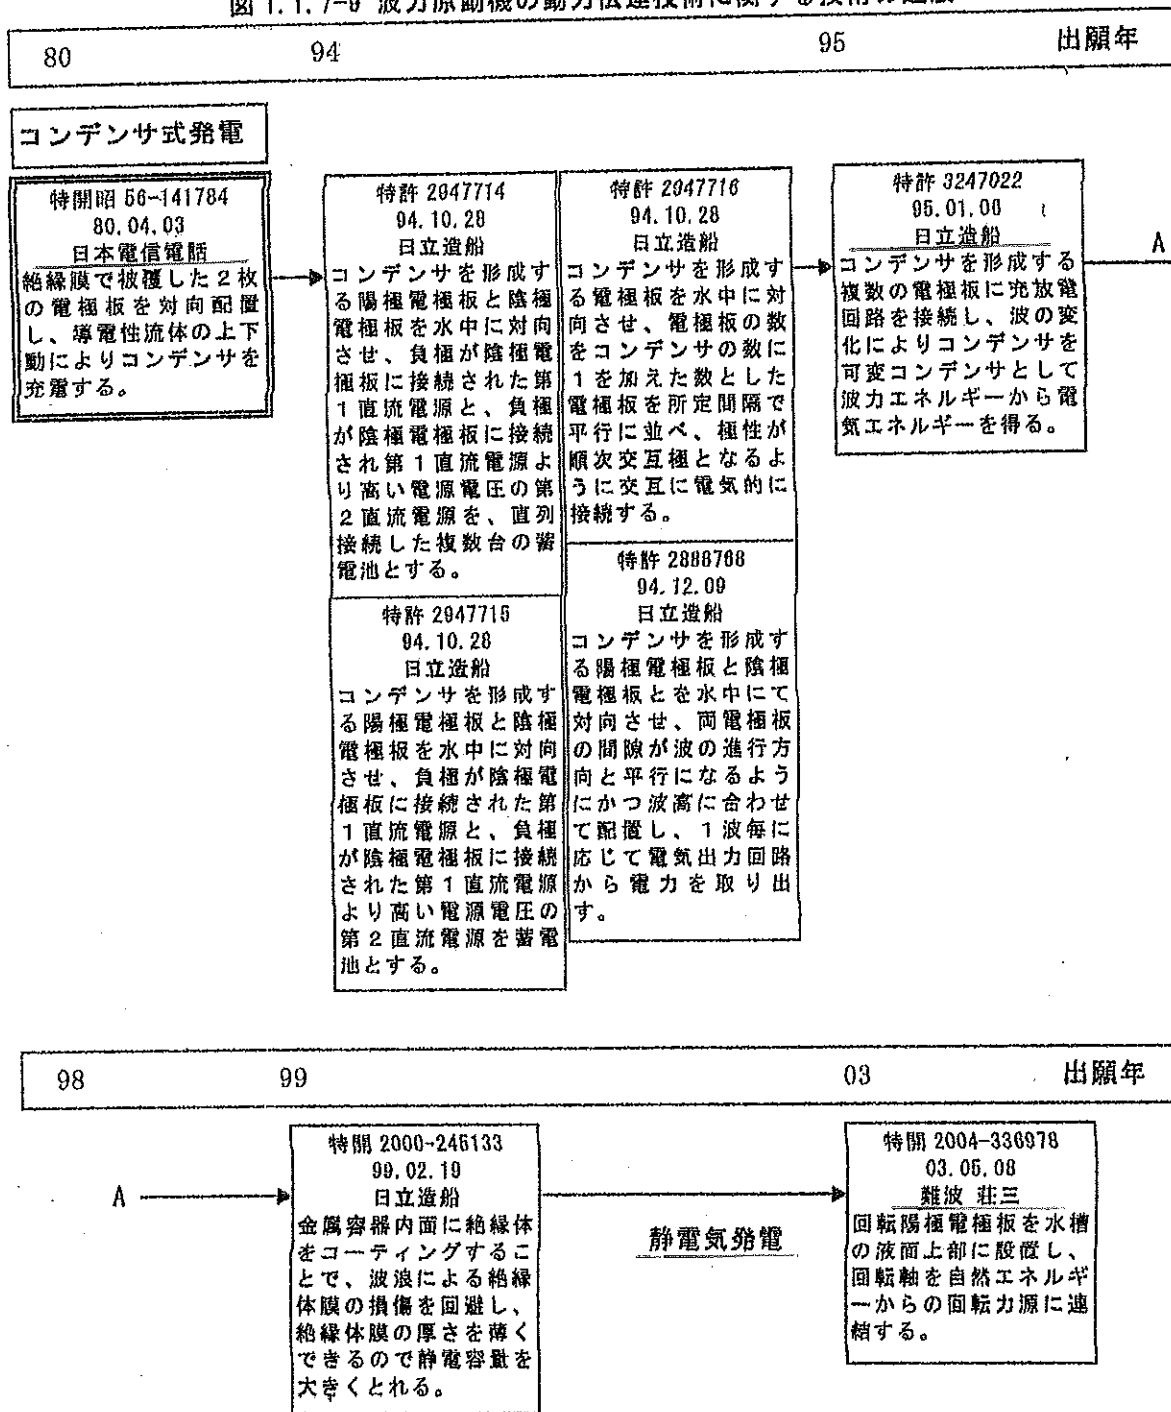 図 1.1.7-9 波力原動機の動力伝達技術に関する技術の出願
80 94 95 出願年
コンデンサ式発電
特開昭 56-141784
80.04.03
日本電信電話
絶縁膜で被覆した2枚
の電極板を対向配置
し、導電性流体の上下
動によりコンデンサを
充電する。
特許 2947714
94.10.28
日立造船
コンデンサを形成す
る陽極電極板と陰極
電極板を水中に対向
させ、負極が陰極電
極板に接続された第
1直流電源と、負極
が陰極電極板に接続
され第1直流電源よ
り高い電源電圧の第
2直流電源を、直列
接続した複数台の蓄
電池とする。
特許 2947715
94.10.28
日立造船
コンデンサを形成す
る陽極電極板と陰極
電極板を水中に対向
させ、負極が陰極電
極板に接続された第
1直流電源と、負極
が陰極電極板に接続
された第1直流電源
より高い電源電圧の
第2直流電源を蓄電
池とする。
特許 2947716
94.10.28
日立造船
コンデンサを形成す
る電極板を水中に対
向させ、電極板の数
をコンデンサの数に
1を加えた数とした
電極板を所定間隔で
平行に並べ、極性が
順次交互極となるよ
うに交互に電気的に
接続する。
特許 2888768
94.12.09
日立造船
コンデンサを形成す
る陽極電極板と陰極
電極板とを水中にて
対向させ、両電極板
の間隙が波の進行方
向と平行になるよう
にかつ波高に合わせ
て配置し、1波毎に
応じて電気出力回路
から電力を取り出
す。
特許 3247022
95.01.06
日立造船
コンデンサを形成する
複数の電極板に充放電
回路を接続し、波の変
化によりコンデンサを
可変コンデンサとして
波力エネルギーから電
気エネルギーを得る。
A
98 99 03 出願年
A
特開 2000-245133
99.02.19
日立造船
金属容器内面に絶縁体
をコーティングするこ
とで、波浪による絶縁
体膜の損傷を回避し、
絶縁体膜の厚さを薄く
できるので静電容量を
大きくとれる。
静電気発電
特開 2004-336978
03.05.08
難波 荘三
回転陽極電極板を水槽
の液面上部に設置し、
回転軸を自然エネルギ
ーからの回転力源に連
結する。